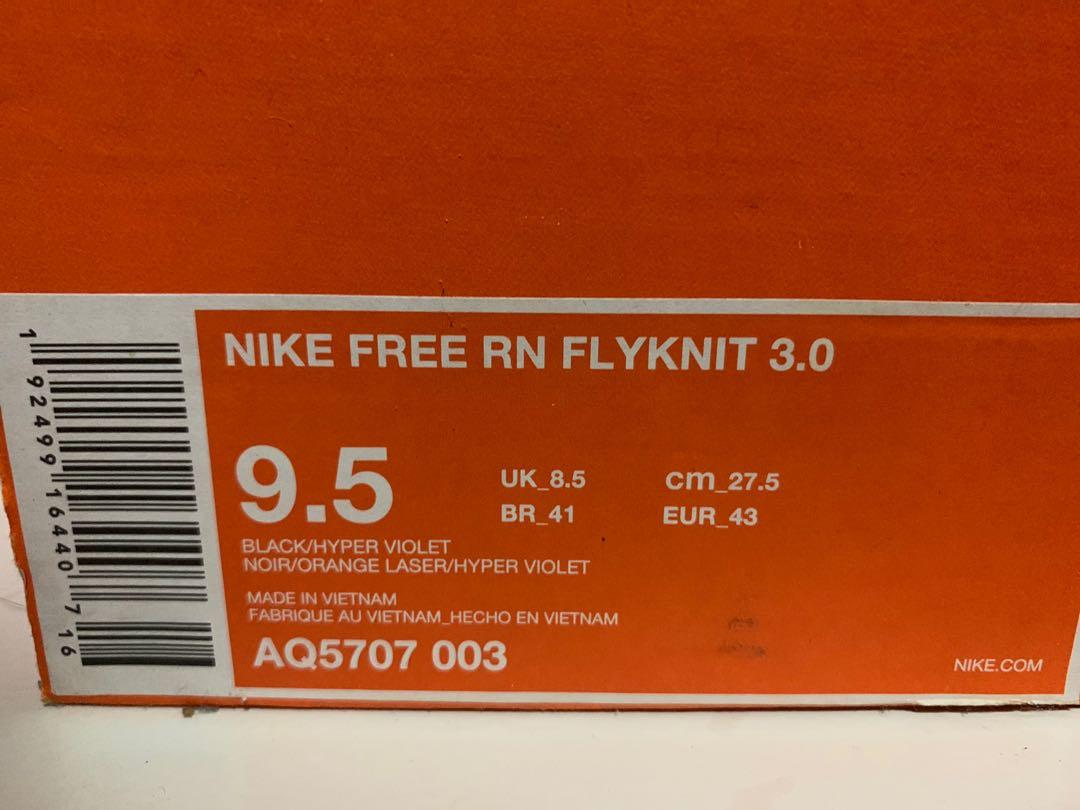 NIKE FREE RN FLYKNIT 3.0
9.5
UK_8.5 cm_27.5
BR_41 EUR_43
BLACK/HYPER VIOLET
NOIR/ORANGE LASER/HYPER VIOLET
MADE IN VIETNAM
FABRIQUE AU VIETNAM_HECHO EN VIETNAM
AQ5707 003
NIKE.COM
1 92499 16440 7 16